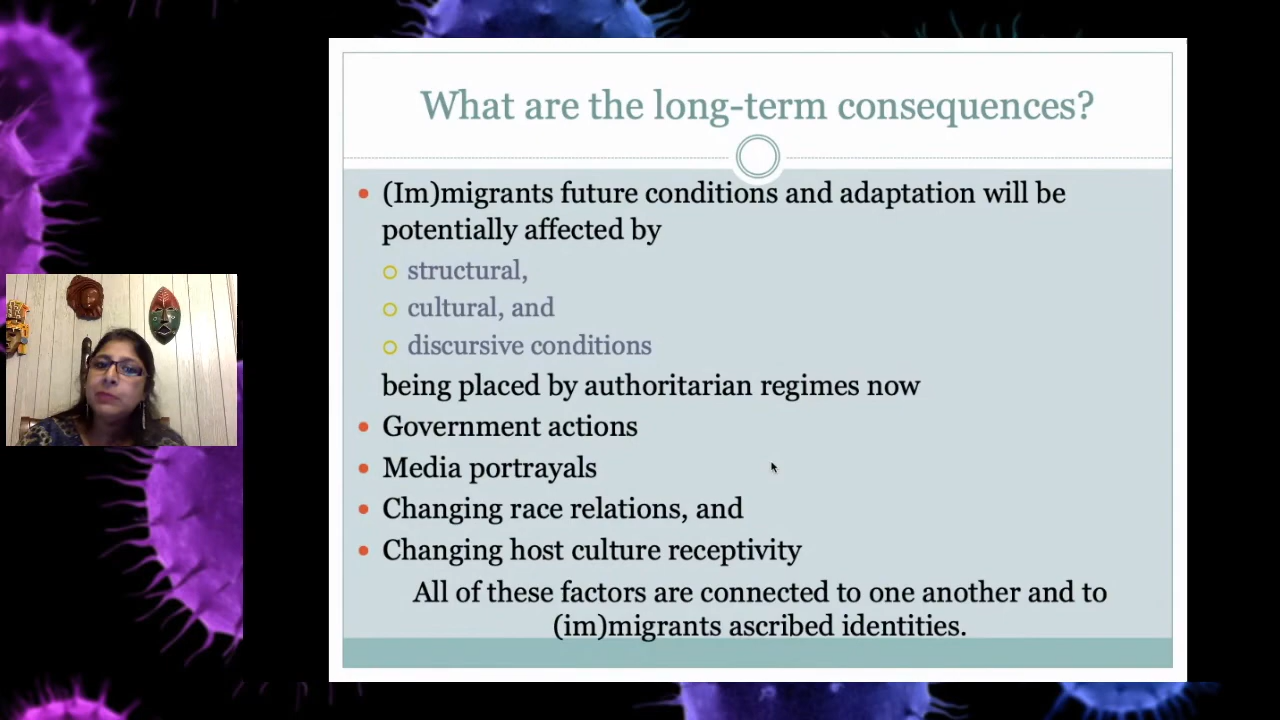 What are the long-term consequences?
(Im)migrants future conditions and adaptation will be
potentially affected by
structural,
cultural, and
discursive conditions
being placed by authoritarian regimes now
Government actions
Media portrayals
Changing race relations, and
Changing host culture receptivity
All of these factors are connected to one another and to
(im)migrants ascribed identities.